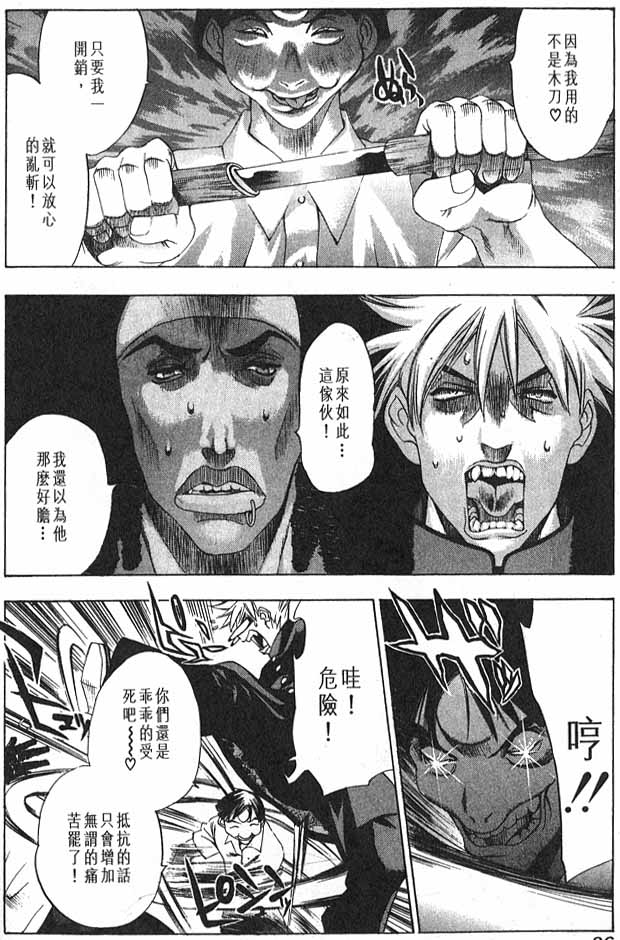 因為我用的
不是木刀♡
ぬら
只要我一
開銷，
就可以放心
的亂斬！
原來如此…
這傢伙！
我還以為他
那麼好膽…
哼!!
哇！
危險！
你們還是
乖乖的受
死吧~~~♡
抵抗的話
只會增加
無謂的痛
苦罷了！